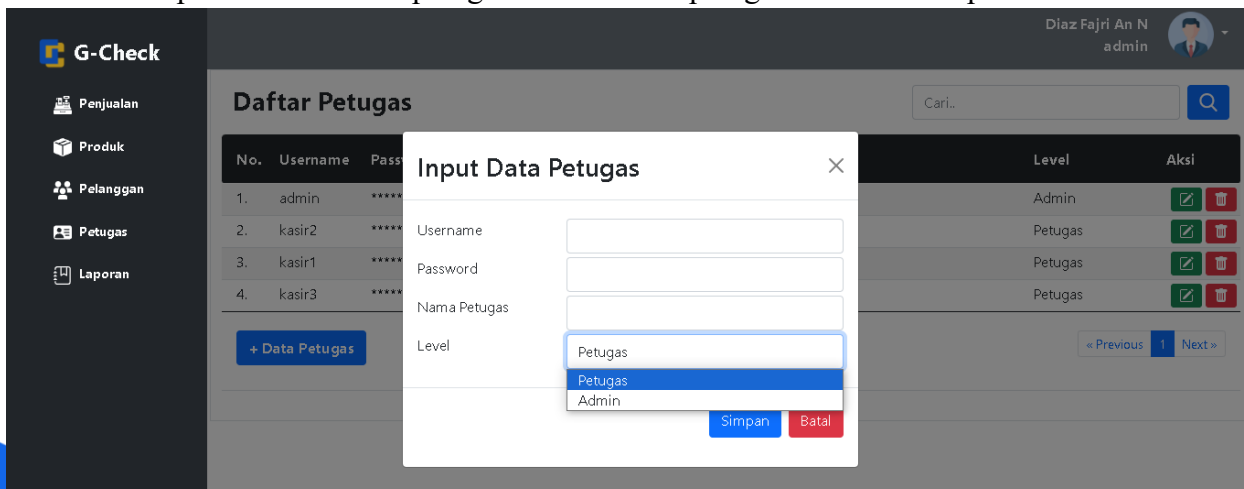 Diaz Fajri An N
admin
G-Check
Penjualan
Produk
Pelanggan
Petugas
Laporan
Daftar Petugas
Cari..
No. Username Level Aksi
1. admin ***** Admin
2. kasir2 ***** Petugas
3. kasir1 ***** Petugas
4. kasir3 ***** Petugas
+ Data Petugas
« Previous 1 Next »
Input Data Petugas
Username
Password
Nama Petugas
Level Petugas
Petugas
Admin
Simpan Batal